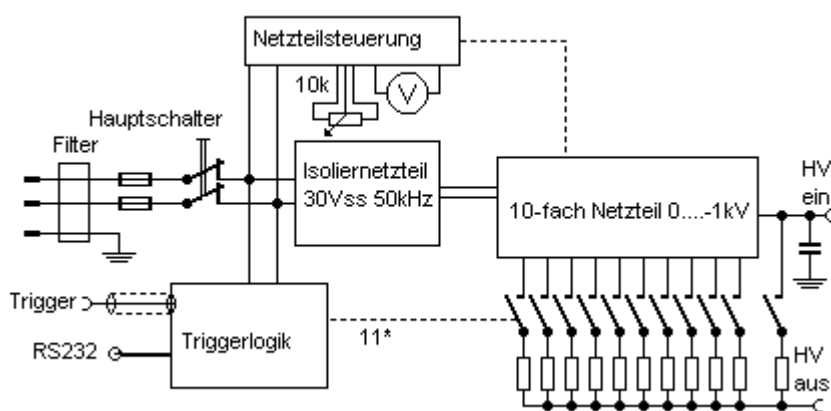 Netzteilsteuerung
10k
V
Hauptschalter
Filter
Isoliernetzteil
30Vss 50kHz
10-fach Netzteil 0....-1kV
HV
ein
Trigger
RS232
Triggerlogik
11*
HV
aus